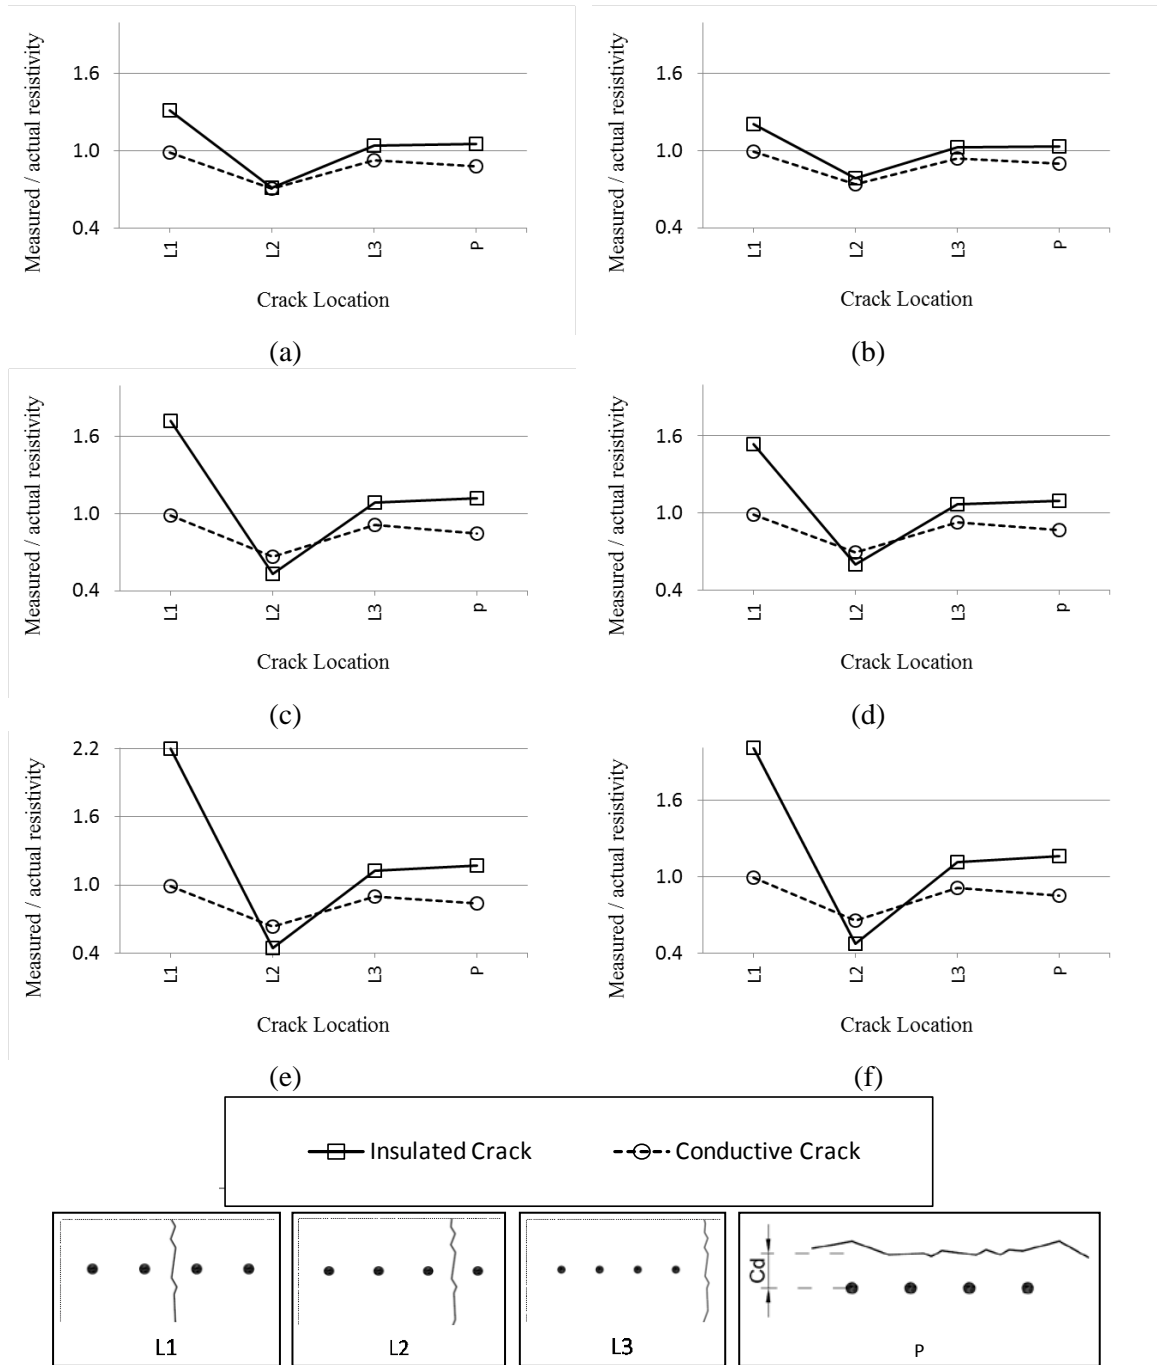 Measured / actual resistivity
1.6
1.0
0.4
L1
L2
L3
P
Crack Location
(a)
Measured / actual resistivity
1.6
1.0
0.4
L1
L2
L3
P
Crack Location
(b)
Measured / actual resistivity
1.6
1.0
0.4
L1
L2
L3
p
Crack Location
(c)
Measured / actual resistivity
1.6
1.0
0.4
L1
L2
L3
P
Crack Location
(d)
Measured / actual resistivity
2.2
1.6
1.0
0.4
L1
L2
L3
P
Crack Location
(e)
Measured / actual resistivity
1.6
1.0
0.4
L1
L2
L3
P
Crack Location
(f)
Insulated Crack
Conductive Crack
L1
L2
L3
Cd
P